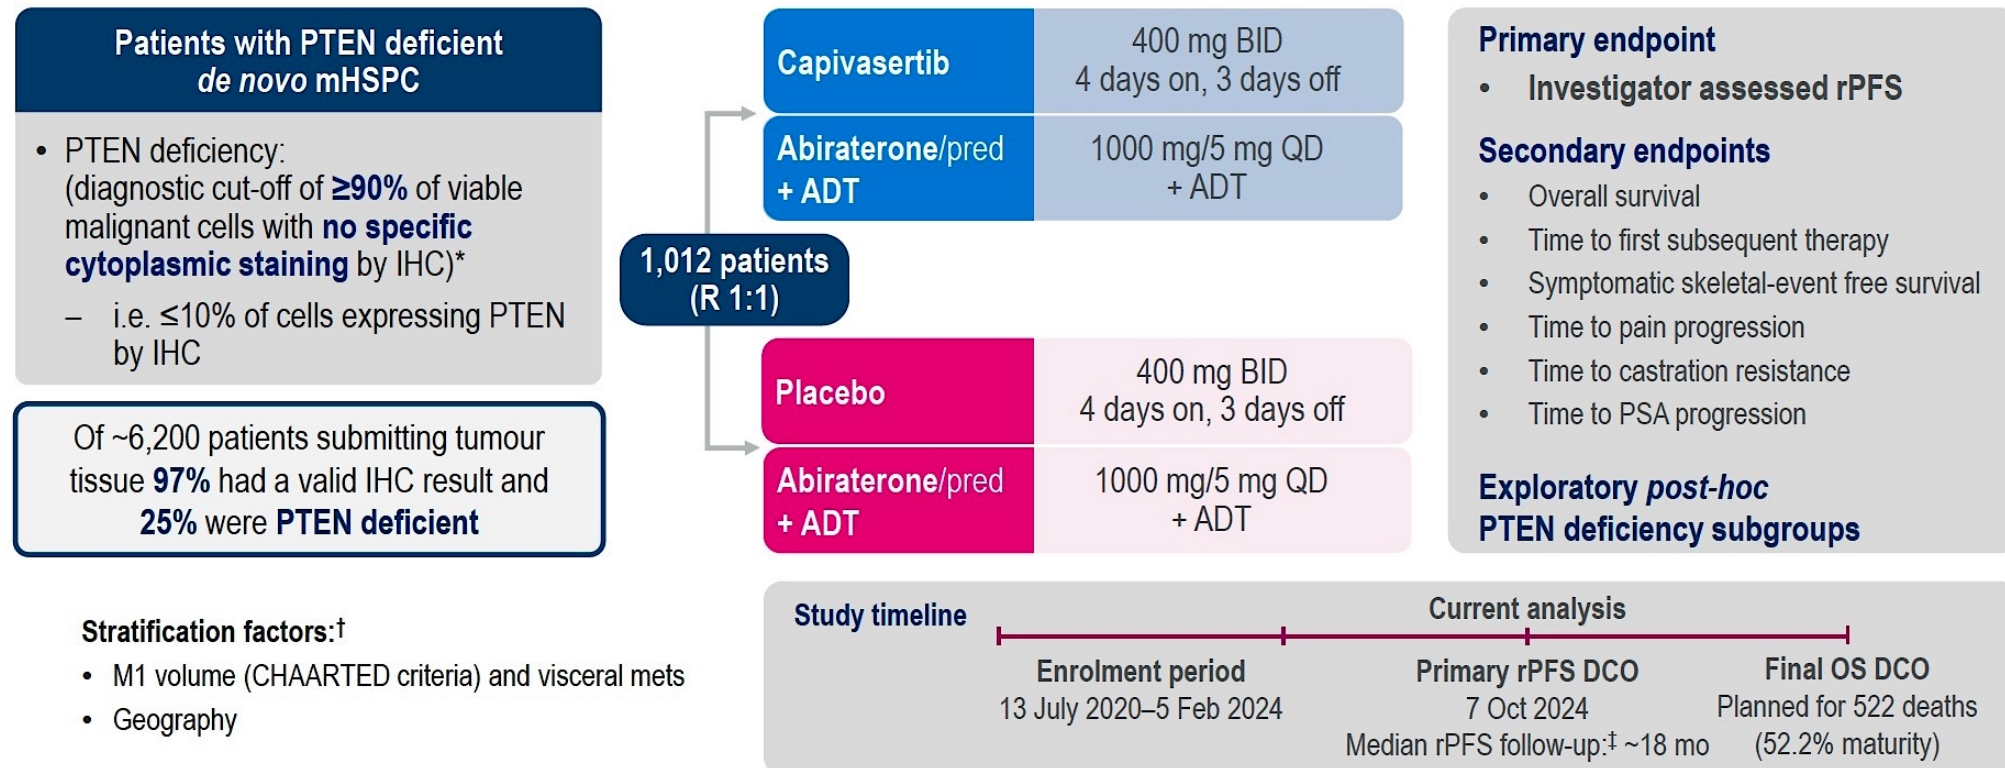 Patients with PTEN deficient
de novo mHSPC
• PTEN deficiency:
(diagnostic cut-off of ≥90% of viable
malignant cells with no specific
cytoplasmic staining by IHC)*
– i.e. ≤10% of cells expressing PTEN
by IHC
Of ~6,200 patients submitting tumour
tissue 97% had a valid IHC result and
25% were PTEN deficient
Stratification factors:†
• M1 volume (CHAARTED criteria) and visceral mets
• Geography
1,012 patients
(R 1:1)
Capivasertib
400 mg BID
4 days on, 3 days off
Abiraterone/pred
+ ADT
1000 mg/5 mg QD
+ ADT
Placebo
400 mg BID
4 days on, 3 days off
Abiraterone/pred
+ ADT
1000 mg/5 mg QD
+ ADT
Primary endpoint
• Investigator assessed rPFS
Secondary endpoints
• Overall survival
• Time to first subsequent therapy
• Symptomatic skeletal-event free survival
• Time to pain progression
• Time to castration resistance
• Time to PSA progression
Exploratory post-hoc
PTEN deficiency subgroups
Study timeline
Current analysis
Enrolment period
13 July 2020–5 Feb 2024
Primary rPFS DCO
7 Oct 2024
Median rPFS follow-up:‡ ~18 mo
Final OS DCO
Planned for 522 deaths
(52.2% maturity)